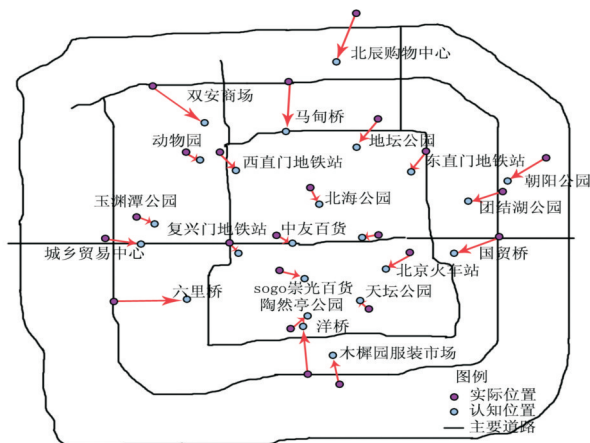 北辰购物中心
双安商场
马甸桥
动物园
地坛公园
西直门地铁站
东直门地铁站
朝阳公园
玉渊潭公园
北海公园
团结湖公园
复兴门地铁站
中友百货
城乡贸易中心
国贸桥
北京火车站
六里桥
sogo崇光百货
天坛公园
陶然亭公园
洋桥
木樨园服装市场
图例
实际位置
认知位置
主要道路